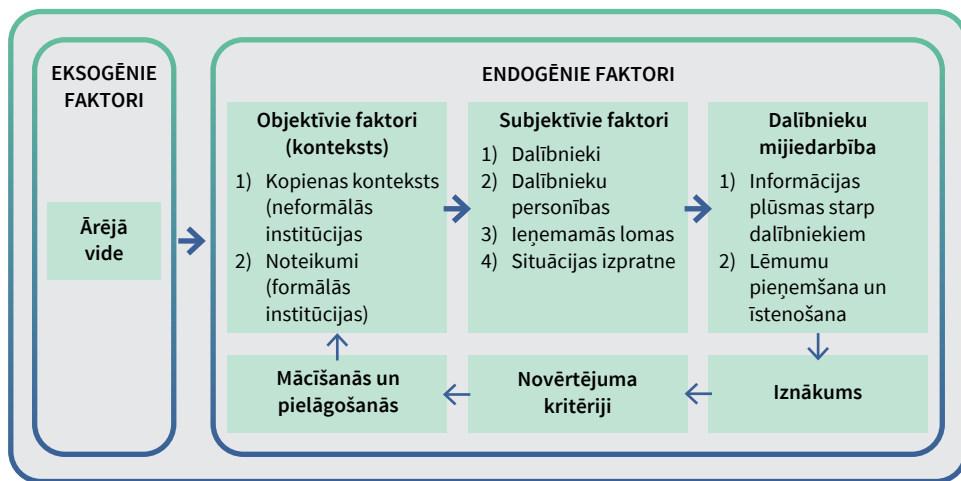 EKSOGĒNIE
FAKTORI
Ārējā
vide
ENDOGĒNIE FAKTORI
Objektīvie faktori
(konteksts)
1) Kopienas konteksts
(neformālās
institūcijas
2) Noteikumi
(formālās
institūcijas)
Subjektīvie faktori
1) Dalībnieki
2) Dalībnieku
personības
3) Ieņemamās lomas
4) Situācijas izpratne
Dalībnieku
mijiedarbība
1) Informācijas
plūsmas starp
dalībniekiem
2) Lēmumu
pieņemšana un
īstenošana
Mācīšanās un
pielāgošanās
Novērtējuma
kritēriji
Iznākums